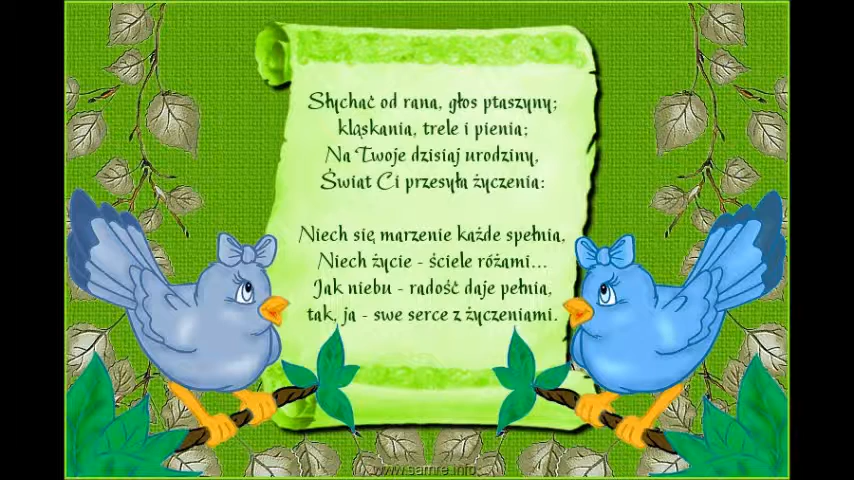 Słychać od rana, głos ptaszyny;
kląskania, trele i pienia;
Na Twoje dzisiaj urodziny,
Świat Ci przesyła życzenia:
Niech się marzenie każde spełnia,
Niech życie - ściele różami...
Jak niebu - radość daje pełnia,
tak, ja - swe serce z życzeniami.
www.samre.info